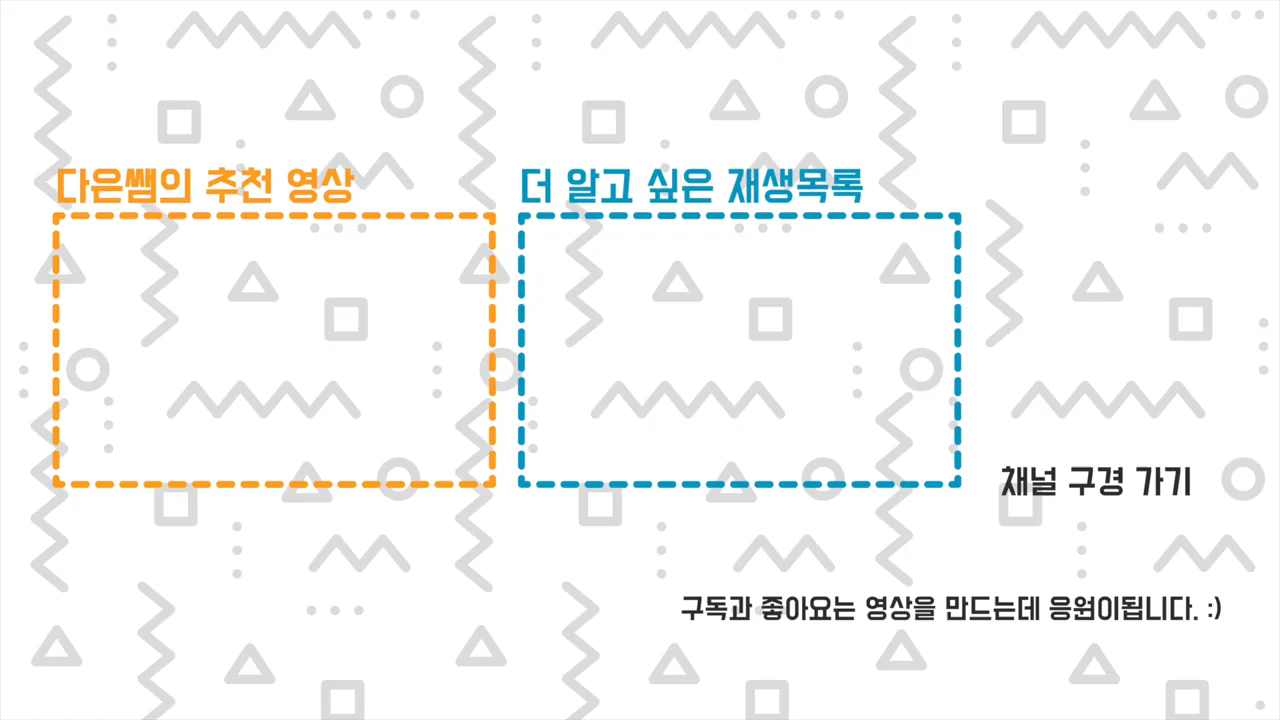 다은쌤의 추천 영상
더 알고 싶은 재생목록
채널 구경 가기
구독과 좋아요는 영상을 만드는데 응원이됩니다. :)